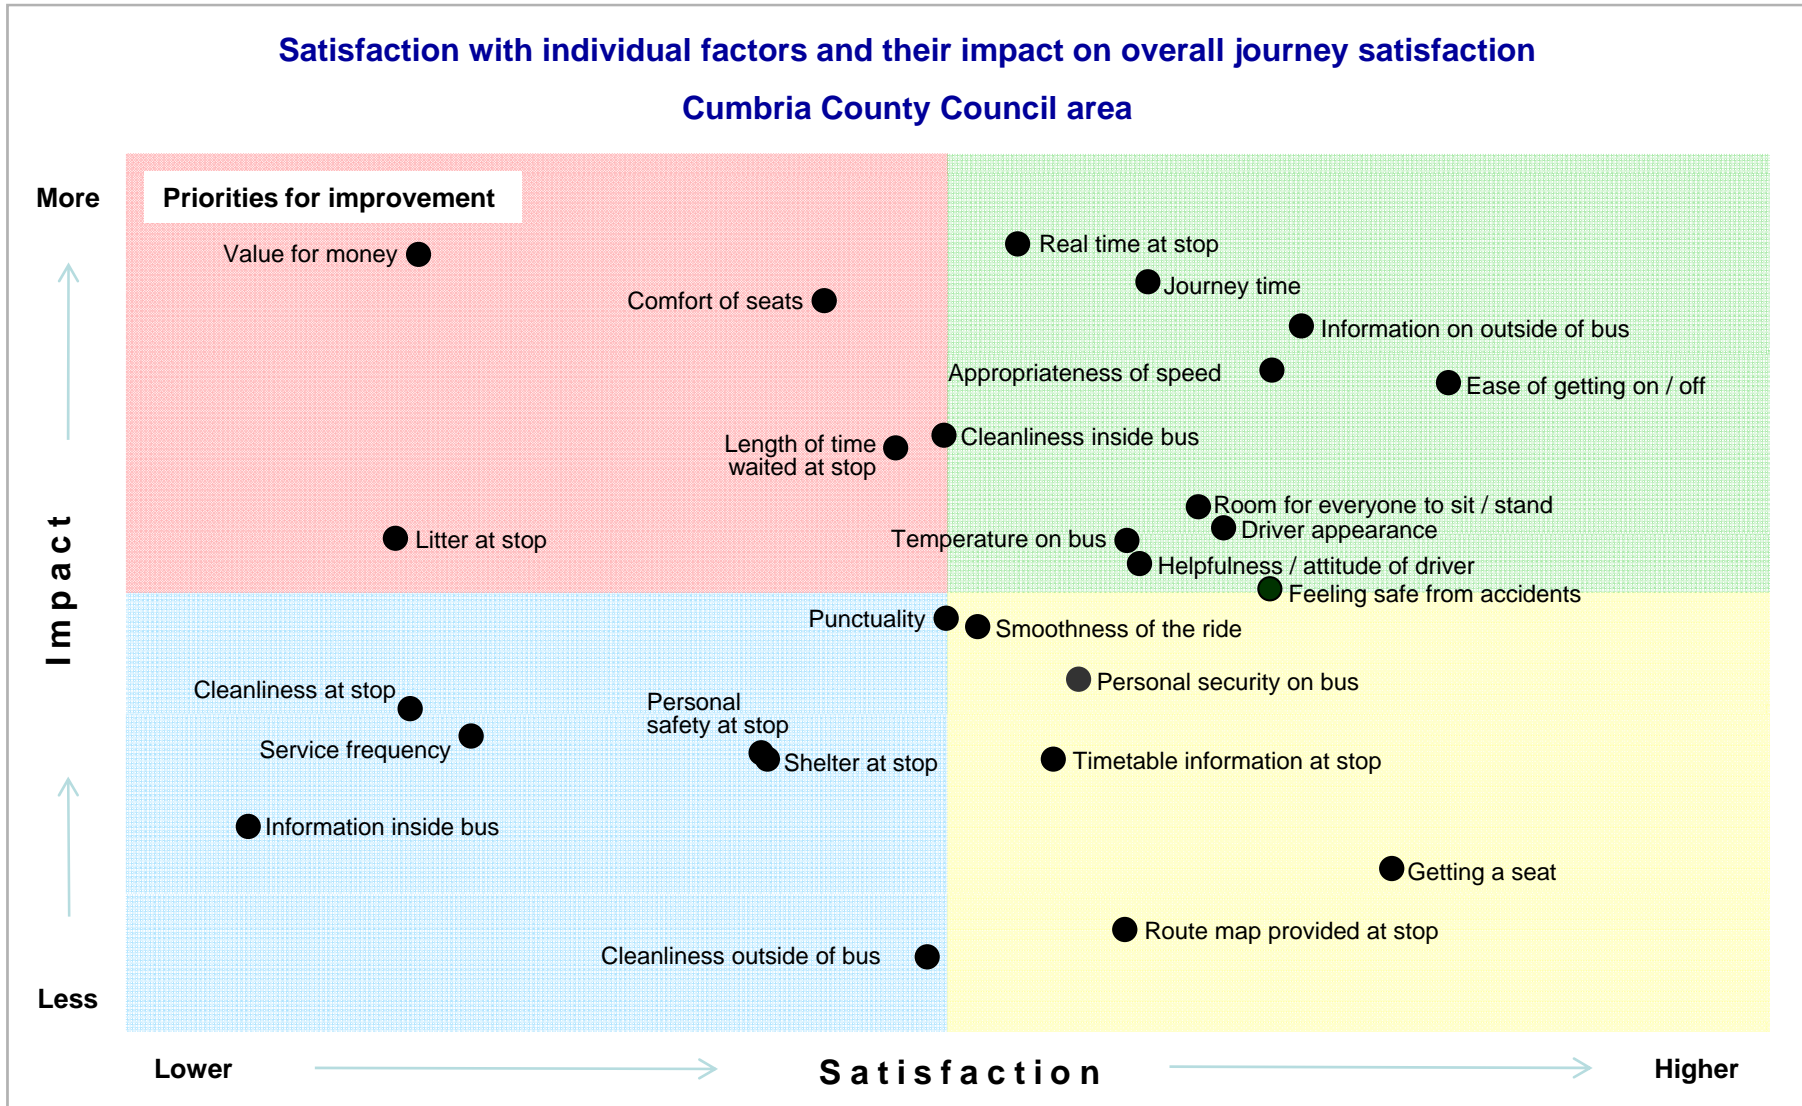 Satisfaction with individual factors and their impact on overall journey satisfaction
Cumbria County Council area
More
Priorities for improvement
Value for money
Real time at stop
Journey time
Comfort of seats
Information on outside of bus
Appropriateness of speed
Ease of getting on / off
Cleanliness inside bus
Length of time
waited at stop
Room for everyone to sit / stand
Driver appearance
Litter at stop
Temperature on bus
Helpfulness / attitude of driver
Feeling safe from accidents
Impact
Punctuality
Smoothness of the ride
Cleanliness at stop
Personal security on bus
Personal
safety at stop
Service frequency
Shelter at stop
Timetable information at stop
Information inside bus
Getting a seat
Route map provided at stop
Cleanliness outside of bus
Less
Lower
Satisfaction
Higher